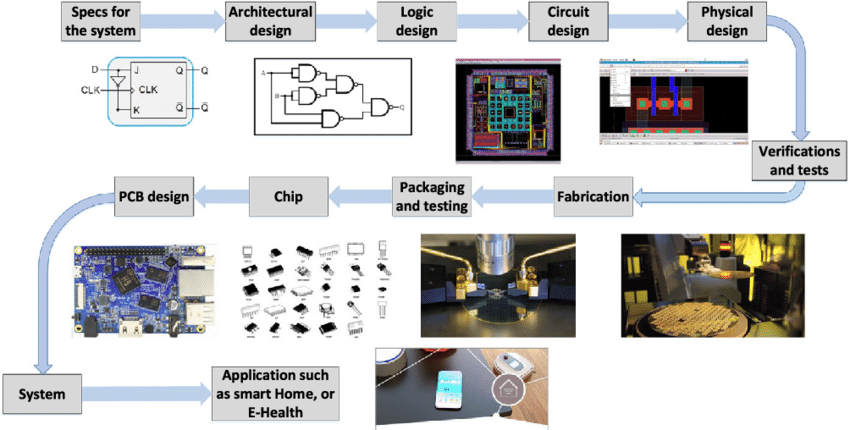 Specs for
the system
Architectural
design
Logic
design
Circuit
design
Physical
design
D
J
Q
Q
CLK
CLK
K
Q̅
Q̅
A
B
Q
Verifications
and tests
PCB design
Chip
Packaging
and testing
Fabrication
System
Application such
as smart Home, or
E-Health